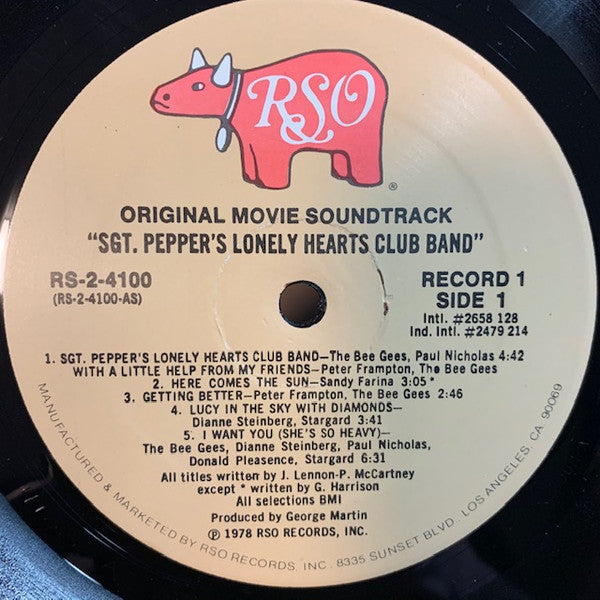 RSO
®
ORIGINAL MOVIE SOUNDTRACK
"SGT. PEPPER'S LONELY HEARTS CLUB BAND"
RS-2-4100
(RS-2-4100-AS)
RECORD 1
SIDE 1
Intl. #2658 128
Ind. Intl. #2479 214
1. SGT. PEPPER'S LONELY HEARTS CLUB BAND—The Bee Gees, Paul Nicholas 4:42
WITH A LITTLE HELP FROM MY FRIENDS—Peter Frampton, The Bee Gees
2. HERE COMES THE SUN—Sandy Farina 3:05*
3. GETTING BETTER—Peter Frampton, The Bee Gees 2:46
4. LUCY IN THE SKY WITH DIAMONDS—
Dianne Steinberg, Stargard 3:41
5. I WANT YOU (SHE'S SO HEAVY)—
The Bee Gees, Dianne Steinberg, Paul Nicholas,
Donald Pleasence, Stargard 6:31
All titles written by J. Lennon-P. McCartney
except * written by G. Harrison
All selections BMI
Produced by George Martin
℗ 1978 RSO RECORDS, INC.
MANUFACTURED & MARKETED BY RSO RECORDS, INC. 8335 SUNSET BLVD. LOS ANGELES, CA 90069